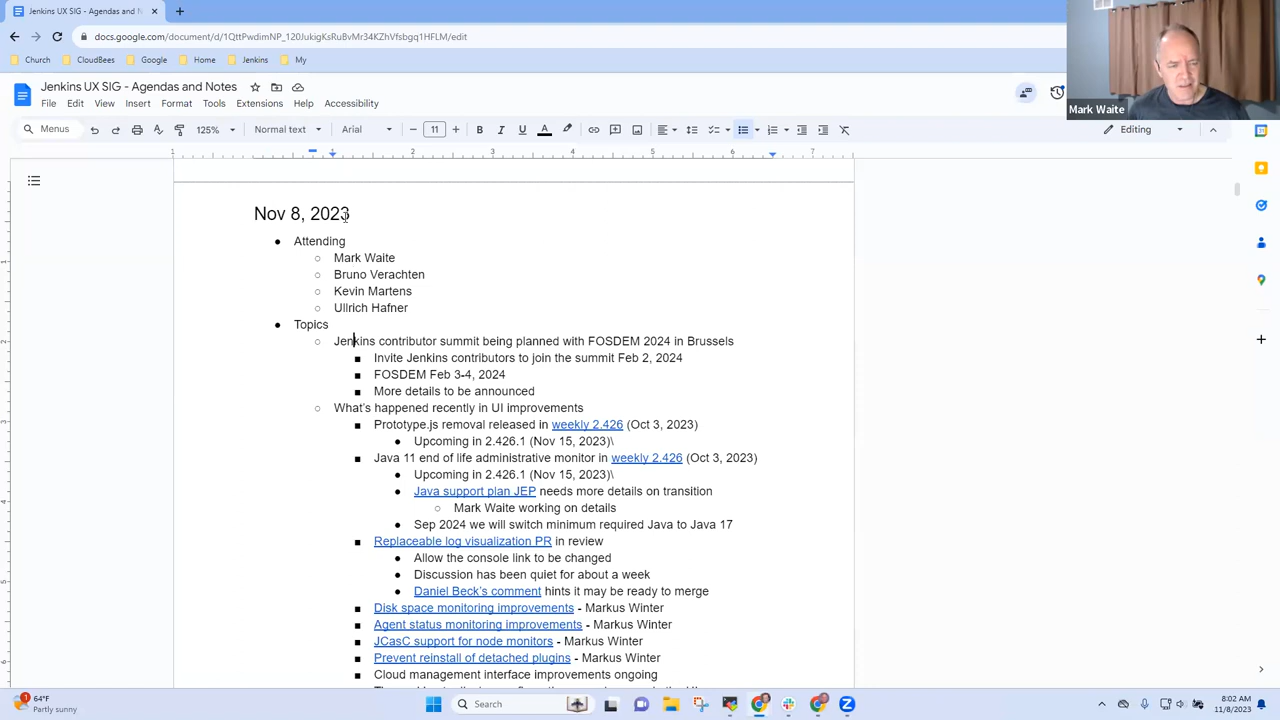 Jenkins UX SIG - Agendas and N
docs.google.com/document/d/1QttPwdimNP_120JukigKsRuBvMr34KZhVfsbgq1HFLM/edit
Church CloudBees Google Home Jenkins My
Jenkins UX SIG - Agendas and Notes
File Edit View Insert Format Tools Extensions Help Accessibility
Menus 125% Normal text Arial 11 Editing
Mark Waite
1 1 2 3 4 5 6 7
Nov 8, 2023
Attending
Mark Waite
Bruno Verachten
Kevin Martens
Ullrich Hafner
Topics
Jenkins contributor summit being planned with FOSDEM 2024 in Brussels
Invite Jenkins contributors to join the summit Feb 2, 2024
FOSDEM Feb 3-4, 2024
More details to be announced
What's happened recently in UI improvements
Prototype.js removal released in weekly 2.426 (Oct 3, 2023)
Upcoming in 2.426.1 (Nov 15, 2023)\
Java 11 end of life administrative monitor in weekly 2.426 (Oct 3, 2023)
Upcoming in 2.426.1 (Nov 15, 2023)\
Java support plan JEP needs more details on transition
Mark Waite working on details
Sep 2024 we will switch minimum required Java to Java 17
Replaceable log visualization PR in review
Allow the console link to be changed
Discussion has been quiet for about a week
Daniel Beck's comment hints it may be ready to merge
Disk space monitoring improvements - Markus Winter
Agent status monitoring improvements - Markus Winter
JCasC support for node monitors - Markus Winter
Prevent reinstall of detached plugins - Markus Winter
Cloud management interface improvements ongoing
64°F
Partly sunny
Search
8:02 AM
11/8/2023